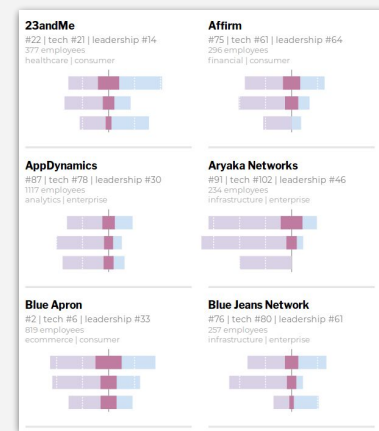 23andMe
#22 | tech #21 | leadership #14
377 employees
healthcare | consumer
Affirm
#75 | tech #61 | leadership #64
296 employees
financial | consumer
AppDynamics
#87 | tech #78 | leadership #30
1117 employees
analytics | enterprise
Aryaka Networks
#91 | tech #102 | leadership #46
234 employees
infrastructure | enterprise
Blue Apron
#2 | tech #6 | leadership #33
819 employees
ecommerce | consumer
Blue Jeans Network
#76 | tech #80 | leadership #61
257 employees
infrastructure | enterprise